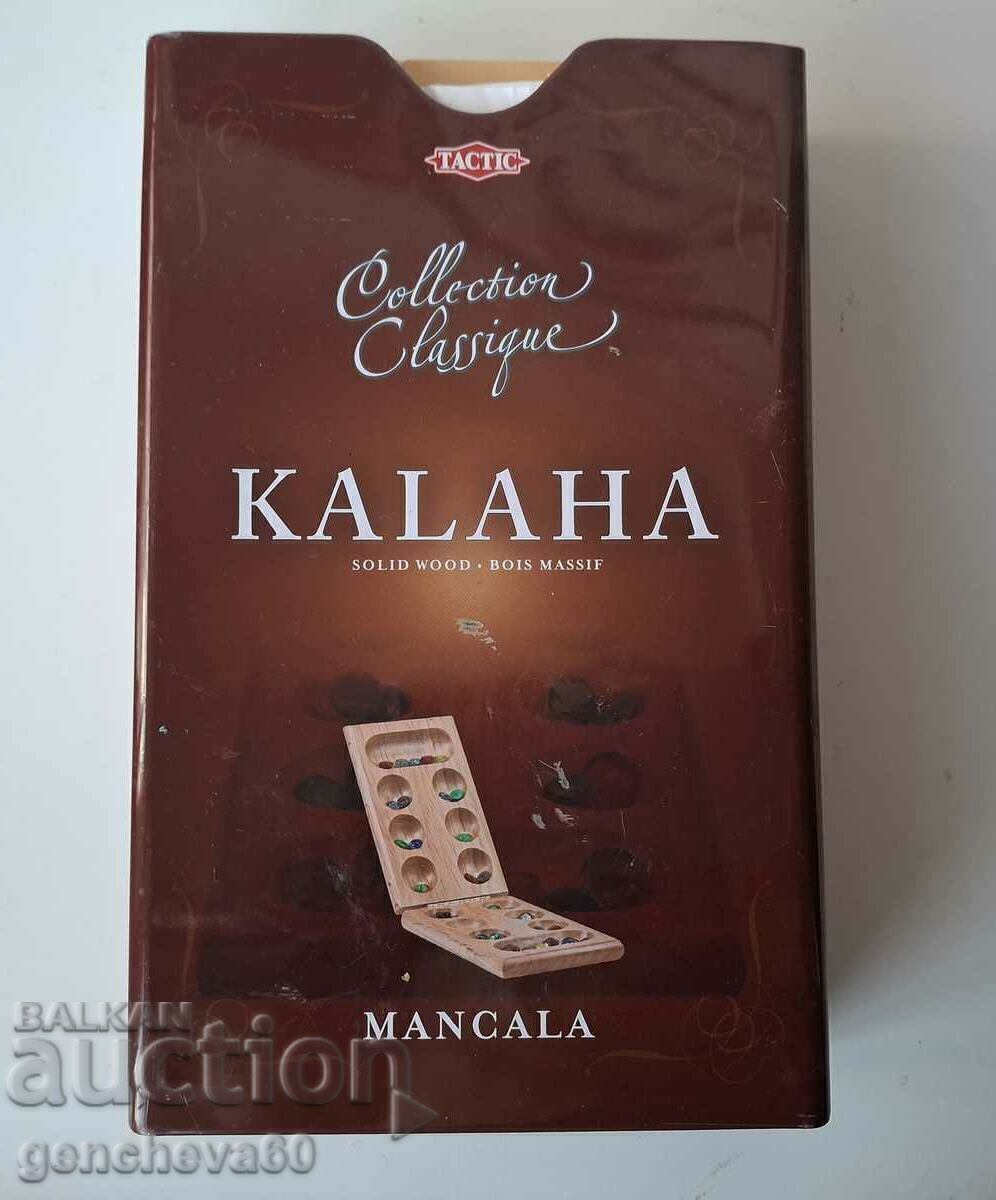 TACTIC
Collection
Classique
KALAHA
SOLID WOOD • BOIS MASSIF
MANCALA
BALKAN
auction
gencheva60